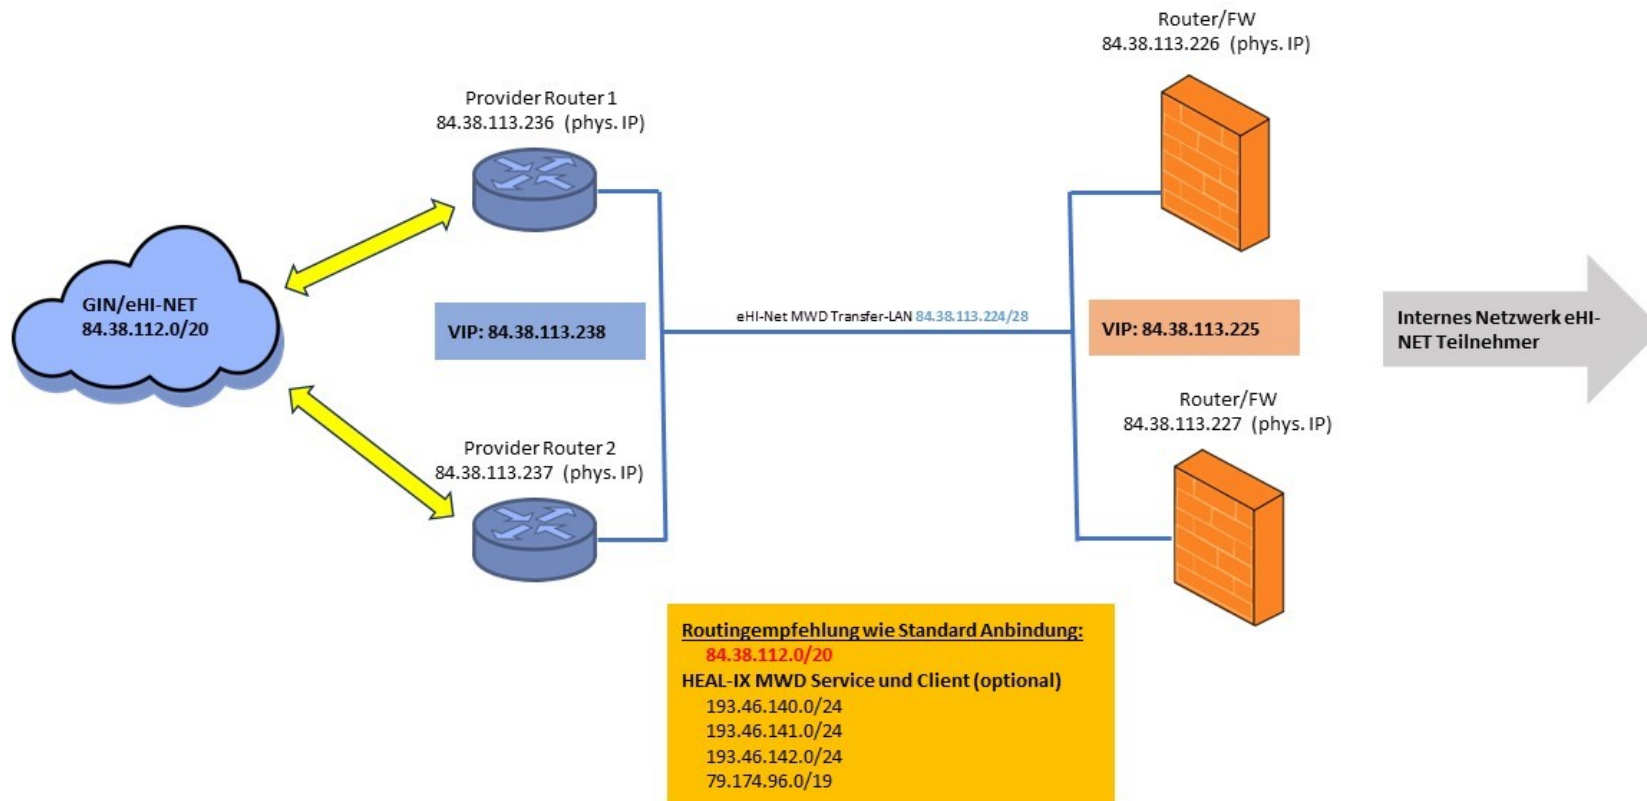 Router/FW
84.38.113.226 (phys. IP)
Provider Router 1
84.38.113.236 (phys. IP)
GIN/eHI-NET
84.38.112.0/20
VIP: 84.38.113.238
eHI-Net MWD Transfer-LAN 84.38.113.224/28
VIP: 84.38.113.225
Internes Netzwerk eHI-
NET Teilnehmer
Router/FW
84.38.113.227 (phys. IP)
Provider Router 2
84.38.113.237 (phys. IP)
Routingempfehlung wie Standard Anbindung:
84.38.112.0/20
HEAL-IX MWD Service und Client (optional)
193.46.140.0/24
193.46.141.0/24
193.46.142.0/24
79.174.96.0/19